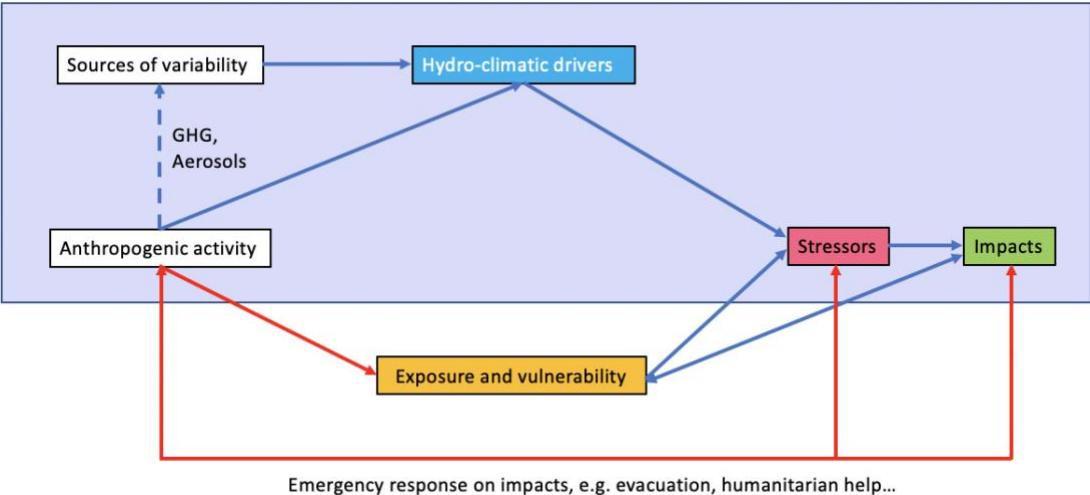 Sources of variability
Hydro-climatic drivers
GHG,
Aerosols
Anthropogenic activity
Stressors
Impacts
Exposure and vulnerability
Emergency response on impacts, e.g. evacuation, humanitarian help…